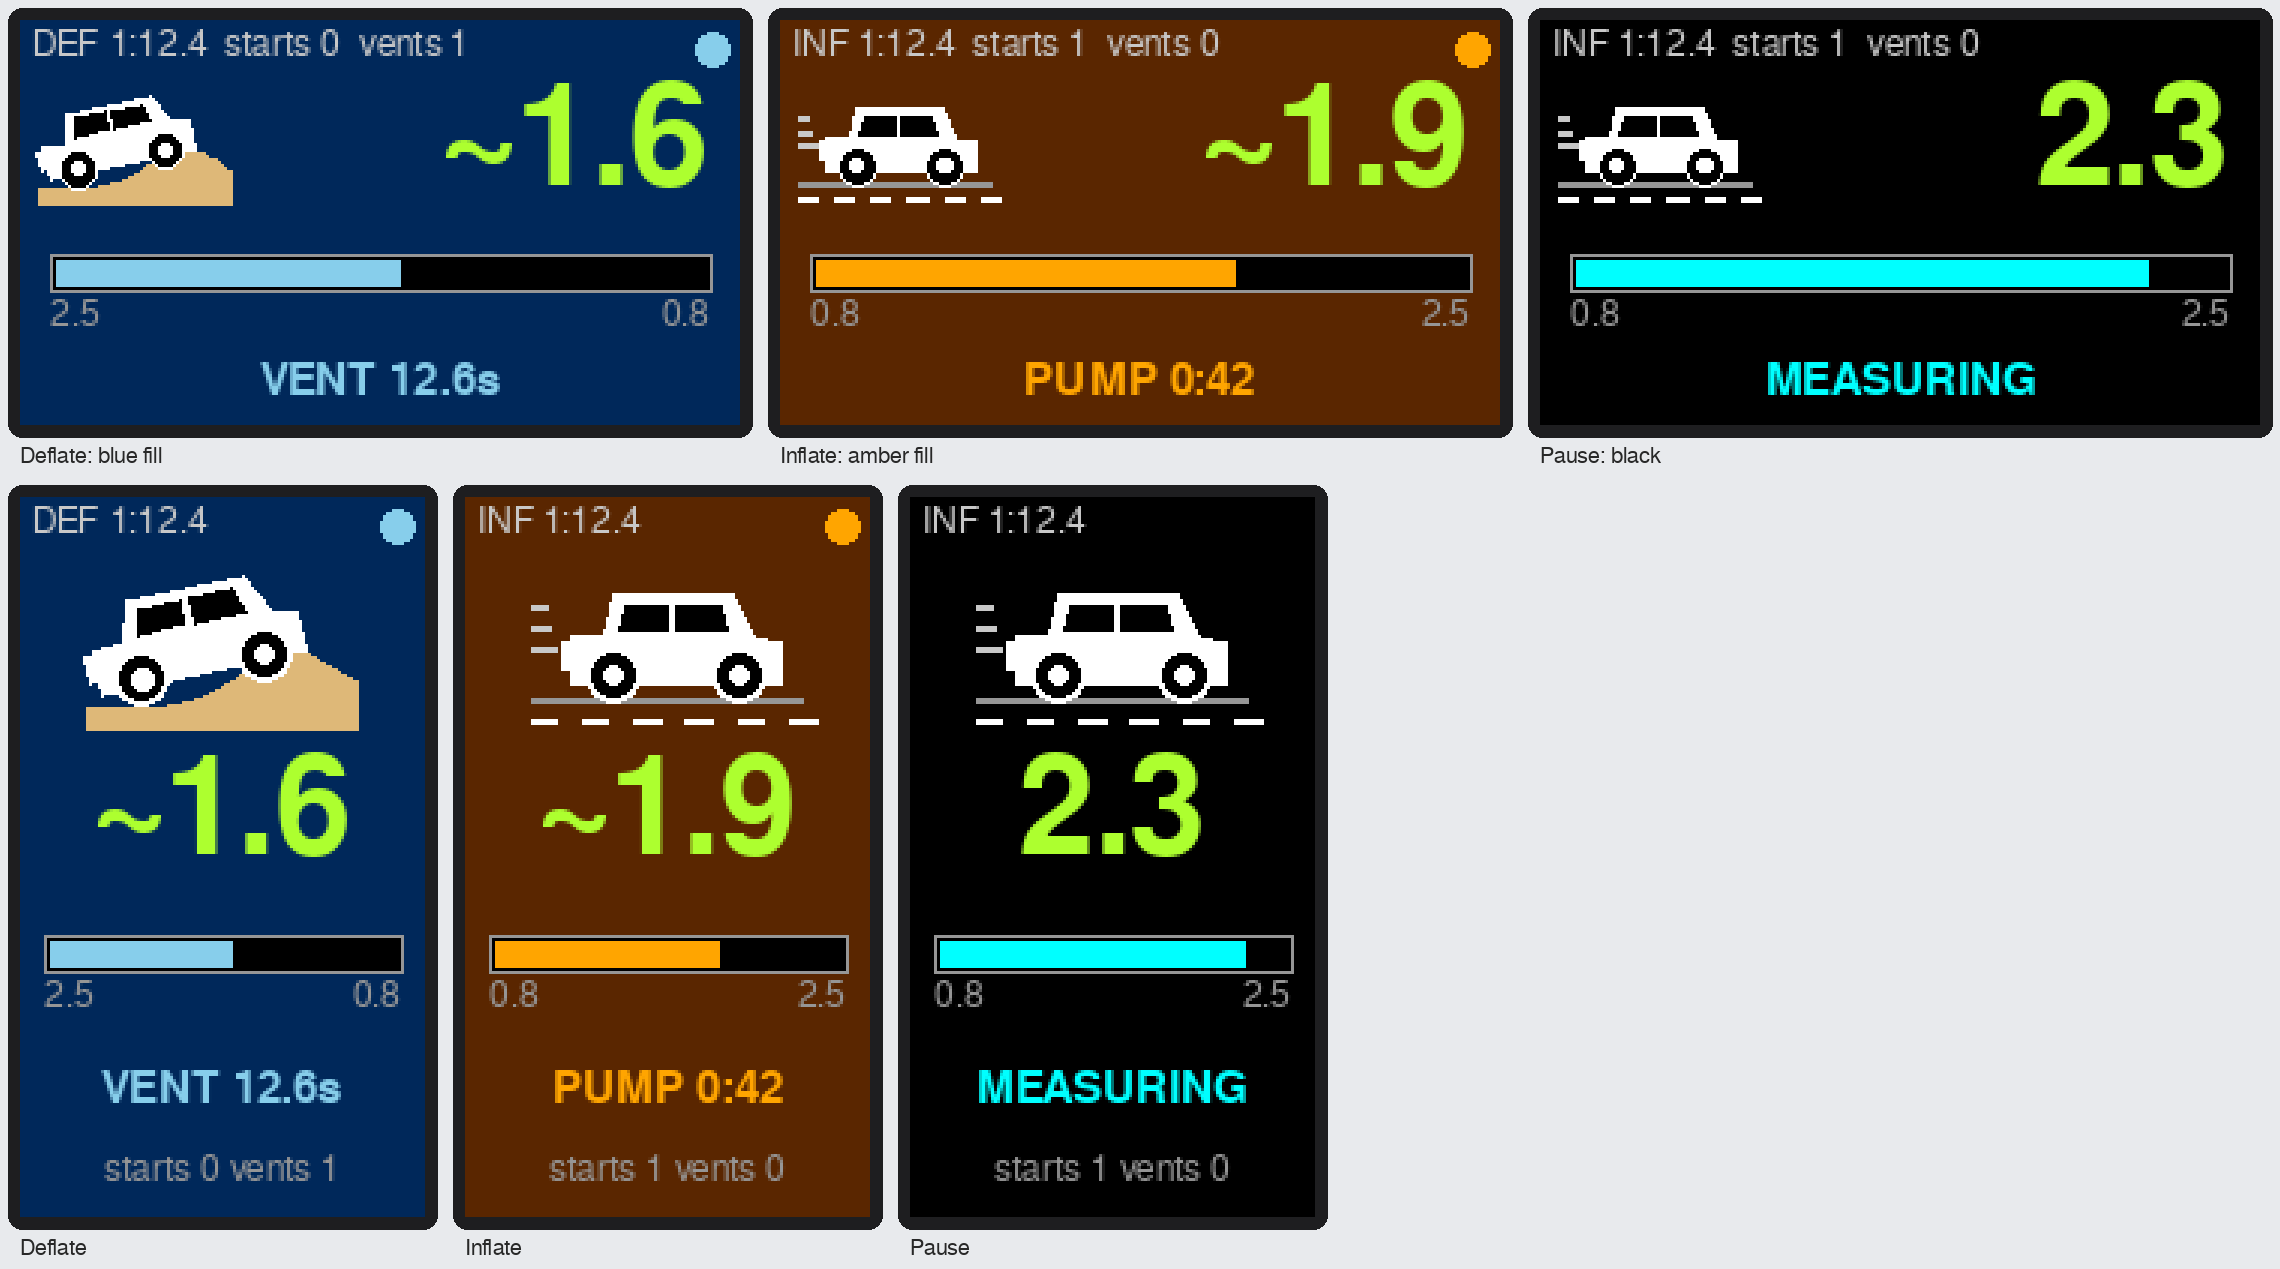 DEF 1:12.4 starts 0 vents 1
~1.6
2.5 0.8
VENT 12.6s
Deflate: blue fill
INF 1:12.4 starts 1 vents 0
~1.9
0.8 2.5
PUMP 0:42
Inflate: amber fill
INF 1:12.4 starts 1 vents 0
2.3
0.8 2.5
MEASURING
Pause: black
DEF 1:12.4
~1.6
2.5 0.8
VENT 12.6s
starts 0 vents 1
Deflate
INF 1:12.4
~1.9
0.8 2.5
PUMP 0:42
starts 1 vents 0
Inflate
INF 1:12.4
2.3
0.8 2.5
MEASURING
starts 1 vents 0
Pause